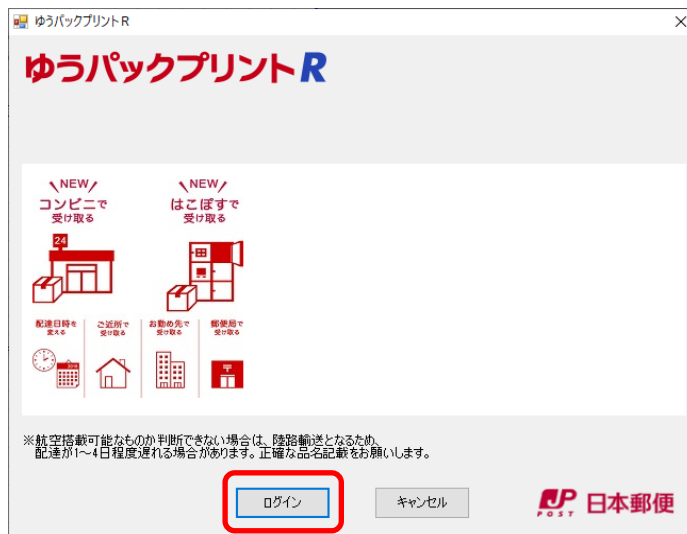 ゆうパックプリントR
ゆうパックプリントR
NEW
コンビニで
受け取る
24
NEW
はこぽすで
受け取る
配達日時を
変える
ご近所で
受け取る
お勤め先で
受け取る
郵便局で
受け取る
※航空搭載可能なものか判断できない場合は、陸路輸送となるため、
配達が1~4日程度遅れる場合があります。正確な品名記載をお願いします。
ログイン
キャンセル
JP
POST
日本郵便